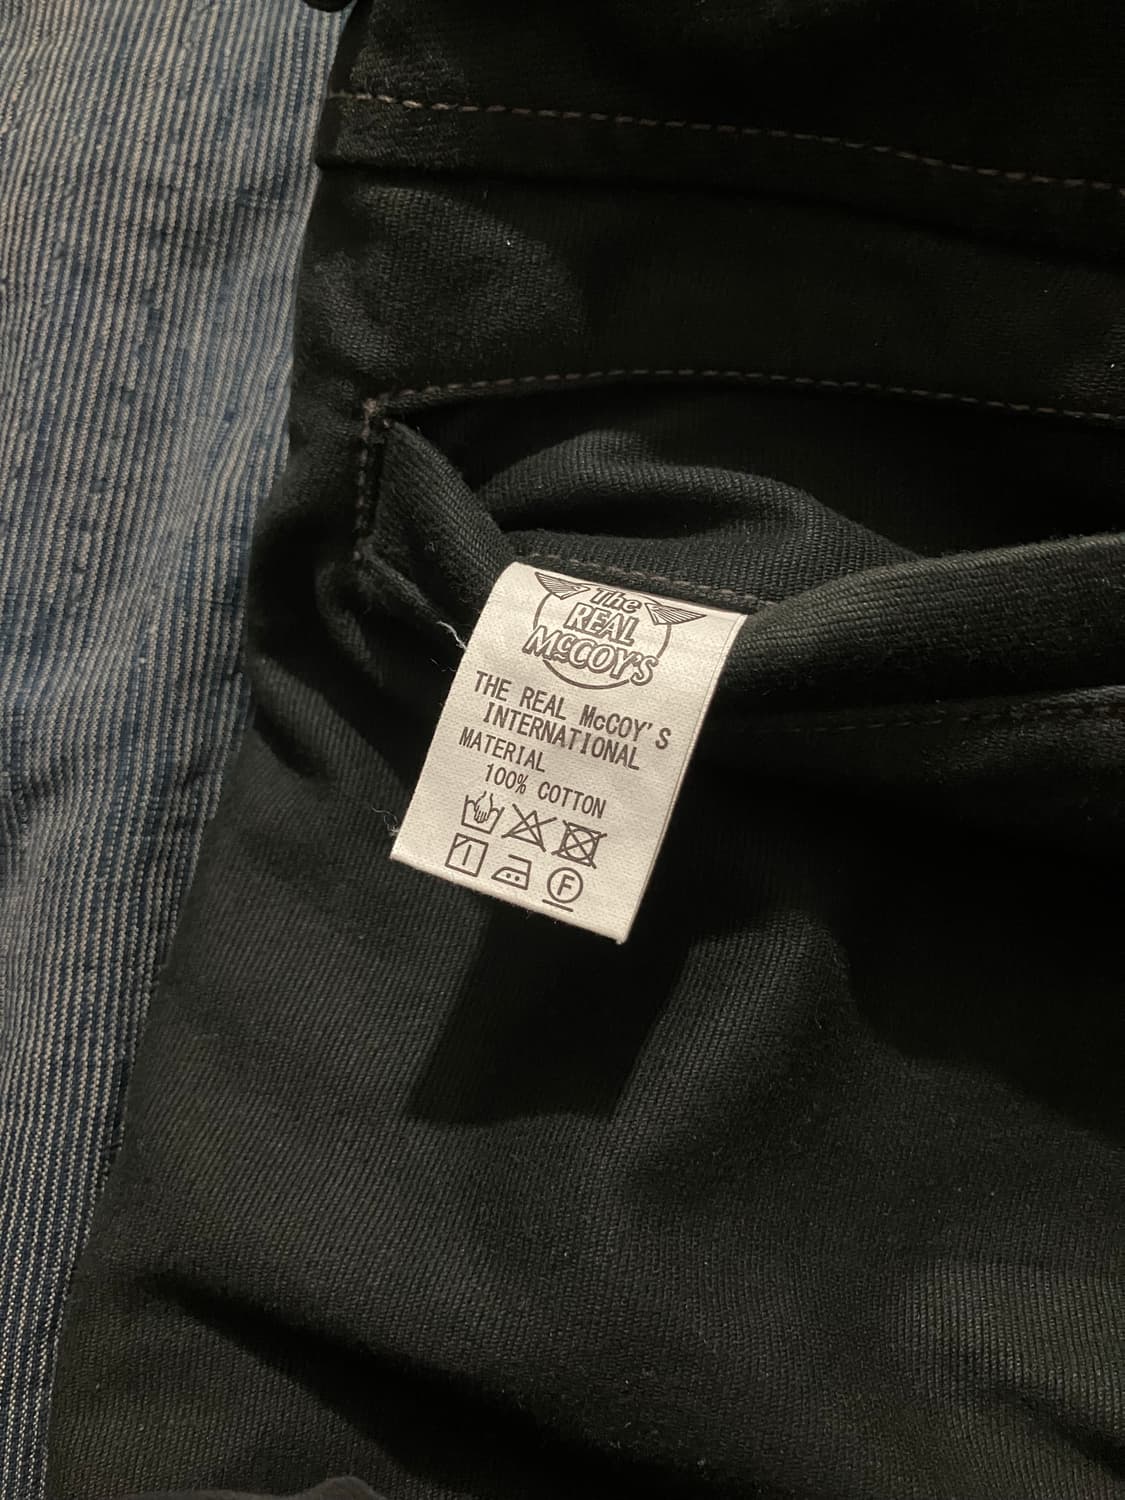 The
REAL
McCOY'S
THE REAL McCOY'S
INTERNATIONAL
MATERIAL
100% COTTON
F